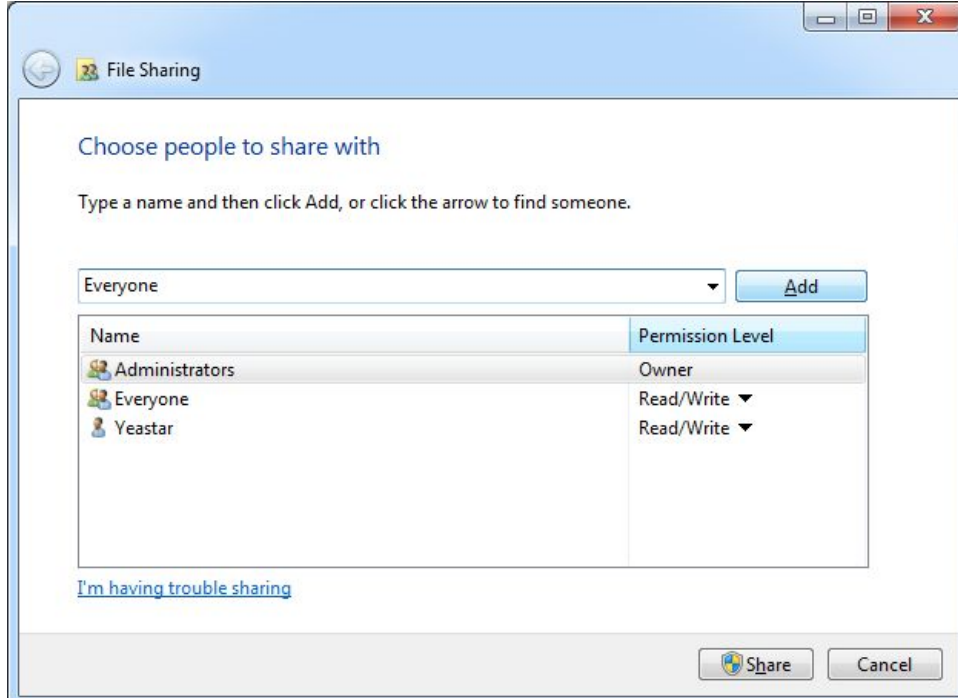 File Sharing
Choose people to share with
Type a name and then click Add, or click the arrow to find someone.
Everyone Add
Name Permission Level
Administrators Owner
Everyone Read/Write
Yeastar Read/Write
I'm having trouble sharing
Share Cancel